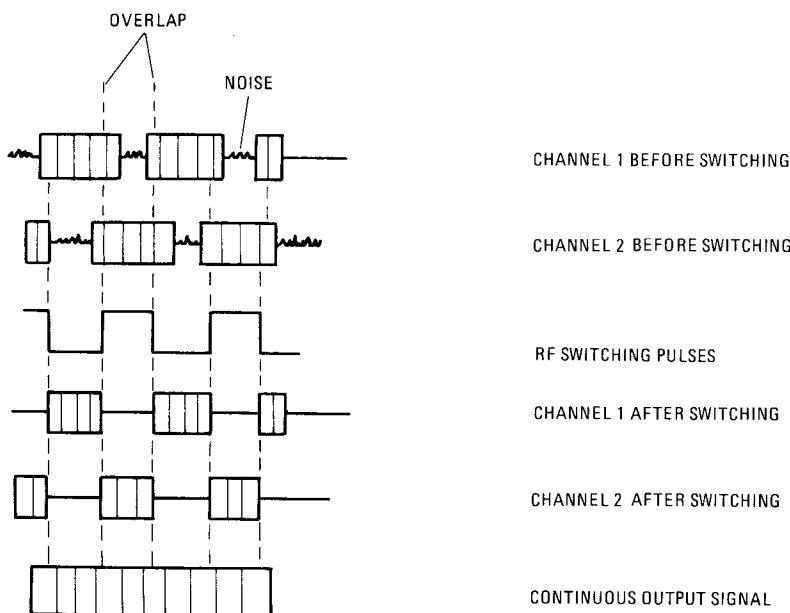 OVERLAP
NOISE
CHANNEL 1 BEFORE SWITCHING
CHANNEL 2 BEFORE SWITCHING
RF SWITCHING PULSES
CHANNEL 1 AFTER SWITCHING
CHANNEL 2 AFTER SWITCHING
CONTINUOUS OUTPUT SIGNAL